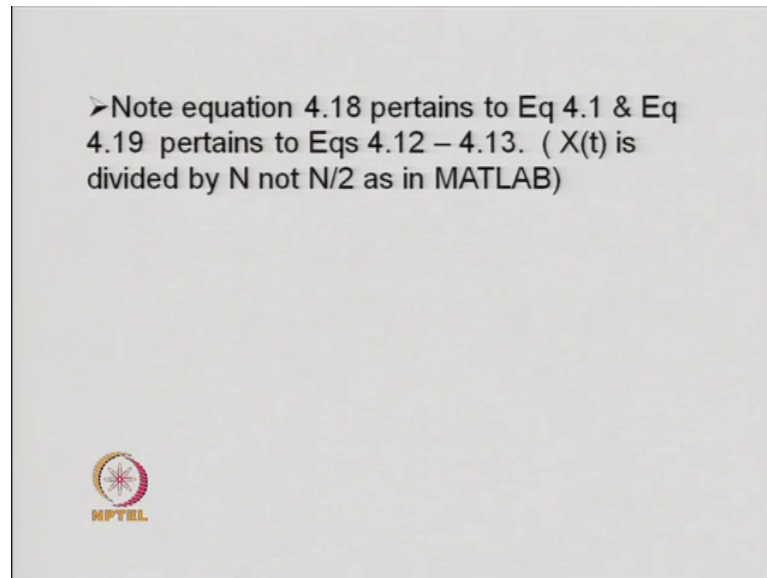 ➢Note equation 4.18 pertains to Eq 4.1 & Eq
4.19 pertains to Eqs 4.12 – 4.13. ( X(t) is
divided by N not N/2 as in MATLAB)
NPTEL